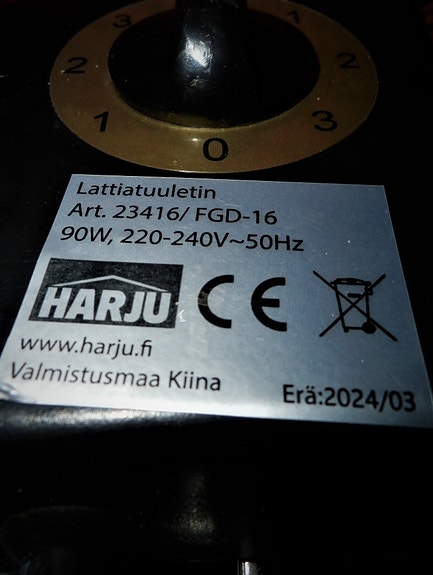 3 1
2 2
1 3
0
Lattiatuuletin
Art. 23416/ FGD-16
90W, 220-240V~50Hz
HARJU CE
www.harju.fi
Valmistusmaa Kiina
Erä:2024/03